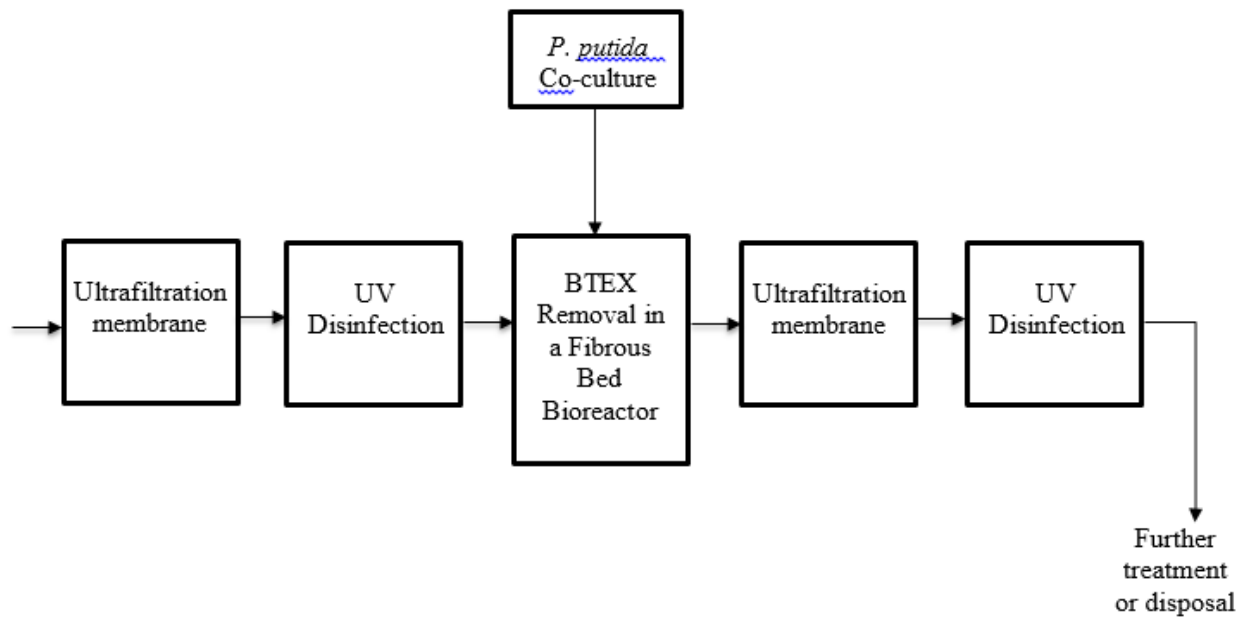 P. putida
Co-culture
Ultrafiltration
membrane
UV
Disinfection
BTEX
Removal in
a Fibrous
Bed
Bioreactor
Ultrafiltration
membrane
UV
Disinfection
Further
treatment
or disposal